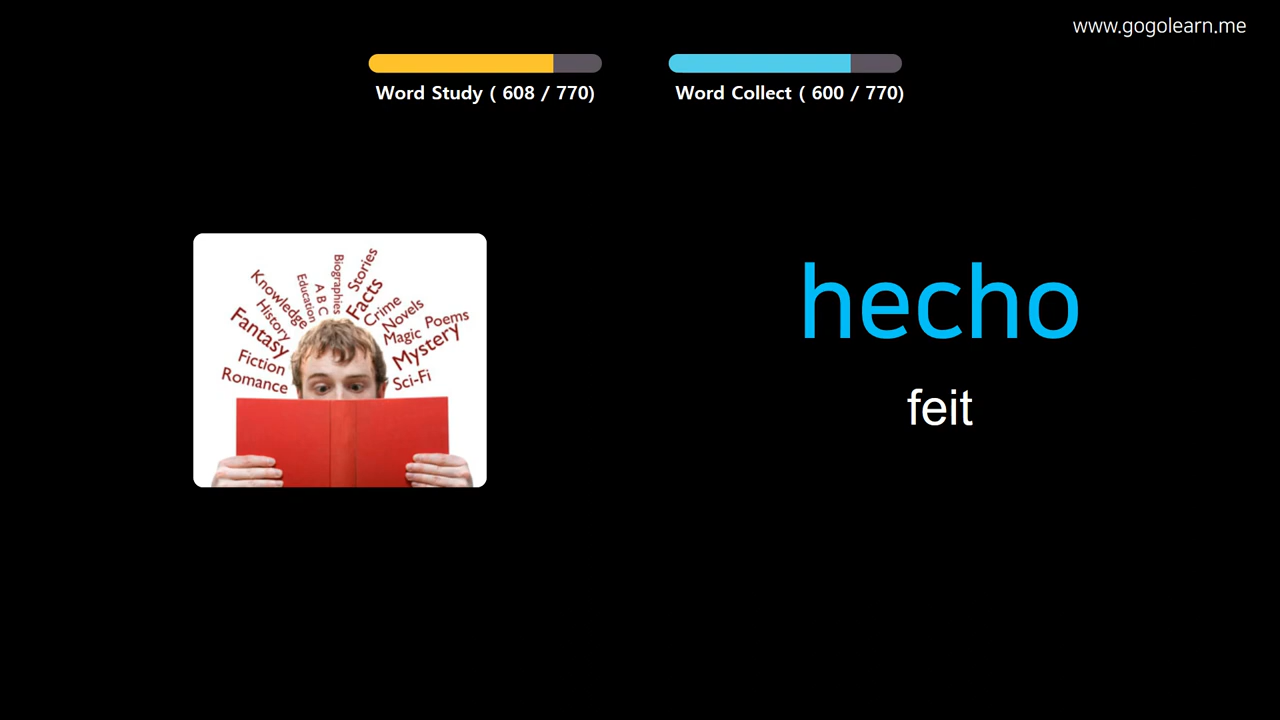 www.gogolearn.me
Word Study ( 608 / 770)
Word Collect ( 600 / 770)
hecho
feit
Knowledge
History
Fantasy
Fiction
Romance
Education
A B C
Biographies
Stories
Facts
Crime
Novels
Magic
Poems
Mystery
Sci-Fi